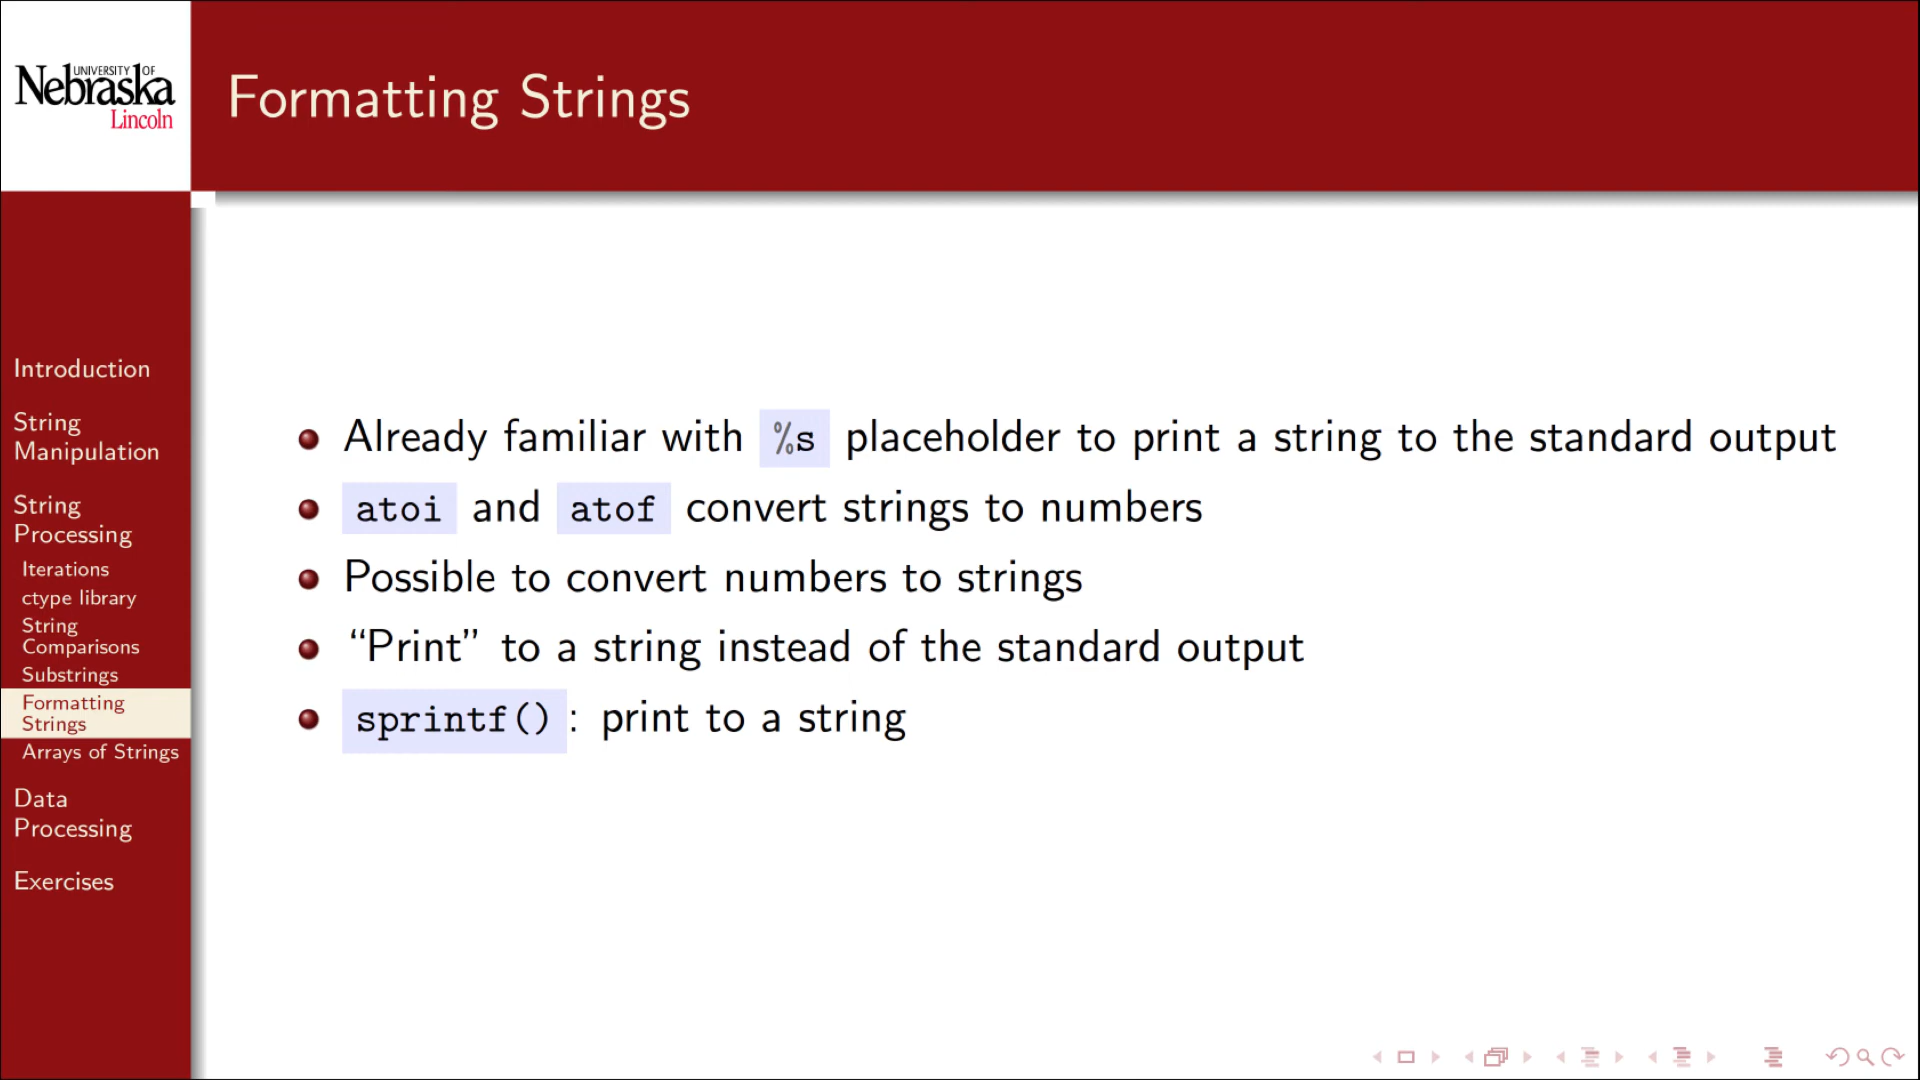 UNIVERSITY OF
Nebraska
Lincoln
Formatting Strings
Introduction
String
Manipulation
String
Processing
Iterations
ctype library
String
Comparisons
Substrings
Formatting
Strings
Arrays of Strings
Data
Processing
Exercises
Already familiar with %s placeholder to print a string to the standard output
atoi and atof convert strings to numbers
Possible to convert numbers to strings
“Print” to a string instead of the standard output
sprintf() : print to a string